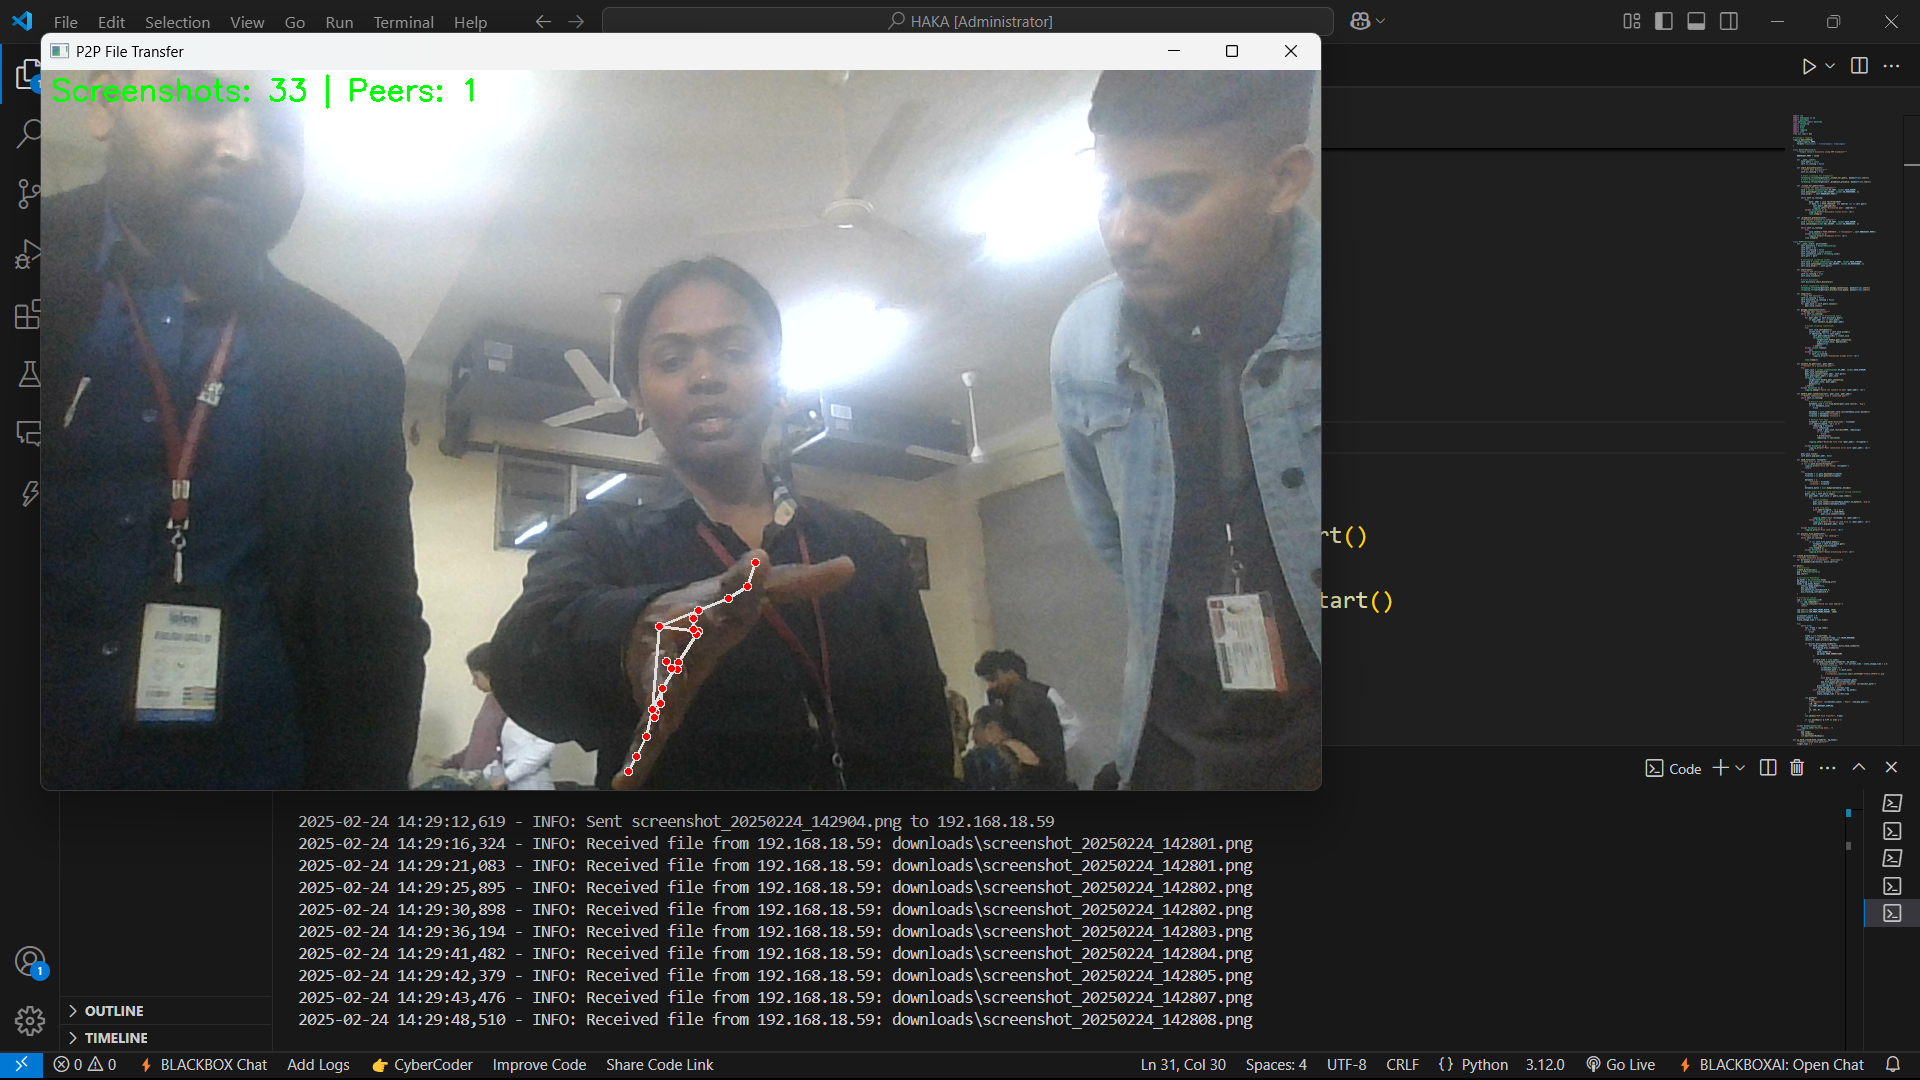 File Edit Selection View Go Run Terminal Help
HAKA [Administrator]
P2P File Transfer
Screenshots: 33 | Peers: 1
rt()
tart()
Code
2025-02-24 14:29:12,619 - INFO: Sent screenshot_20250224_142904.png to 192.168.18.59
2025-02-24 14:29:16,324 - INFO: Received file from 192.168.18.59: downloads\screenshot_20250224_142801.png
2025-02-24 14:29:21,083 - INFO: Received file from 192.168.18.59: downloads\screenshot_20250224_142801.png
2025-02-24 14:29:25,895 - INFO: Received file from 192.168.18.59: downloads\screenshot_20250224_142802.png
2025-02-24 14:29:30,898 - INFO: Received file from 192.168.18.59: downloads\screenshot_20250224_142802.png
2025-02-24 14:29:36,194 - INFO: Received file from 192.168.18.59: downloads\screenshot_20250224_142803.png
2025-02-24 14:29:41,482 - INFO: Received file from 192.168.18.59: downloads\screenshot_20250224_142804.png
2025-02-24 14:29:42,379 - INFO: Received file from 192.168.18.59: downloads\screenshot_20250224_142805.png
2025-02-24 14:29:43,476 - INFO: Received file from 192.168.18.59: downloads\screenshot_20250224_142807.png
2025-02-24 14:29:48,510 - INFO: Received file from 192.168.18.59: downloads\screenshot_20250224_142808.png
1
OUTLINE
TIMELINE
0 0 BLACKBOX Chat Add Logs 👉 CyberCoder Improve Code Share Code Link Ln 31, Col 30 Spaces: 4 UTF-8 CRLF {} Python 3.12.0 Go Live BLACKBOXAI: Open Chat